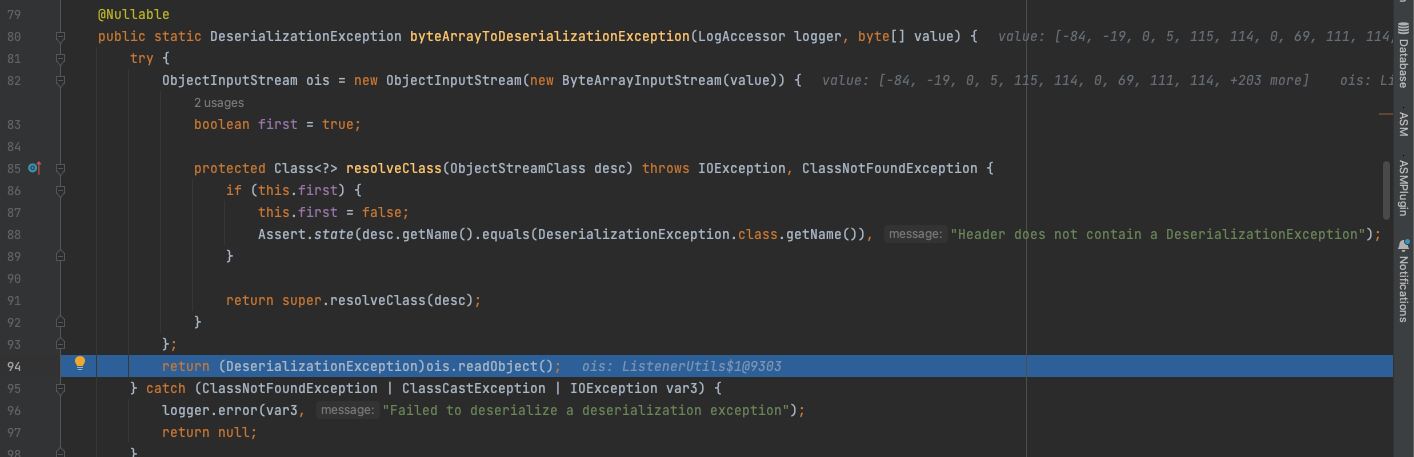 79 @Nullable
80 public static DeserializationException byteArrayToDeserializationException(LogAccessor logger, byte[] value) { value: [-84, -19, 0, 5, 115, 114, 0, 69, 111, 114,
81 try {
82 ObjectInputStream ois = new ObjectInputStream(new ByteArrayInputStream(value)) { value: [-84, -19, 0, 5, 115, 114, 0, 69, 111, 114, +203 more] ois: Li
2 usages
83 boolean first = true;
84
85 protected Class<?> resolveClass(ObjectStreamClass desc) throws IOException, ClassNotFoundException {
86 if (this.first) {
87 this.first = false;
88 Assert.state(desc.getName().equals(DeserializationException.class.getName()), message: "Header does not contain a DeserializationException");
89 }
90
91 return super.resolveClass(desc);
92 }
93 };
94 return (DeserializationException)ois.readObject(); ois: ListenerUtils$1@9303
95 } catch (ClassNotFoundException | ClassCastException | IOException var3) {
96 logger.error(var3, message: "Failed to deserialize a deserialization exception");
97 return null;
98 }
Database
ASM
ASMPlugin
Notifications